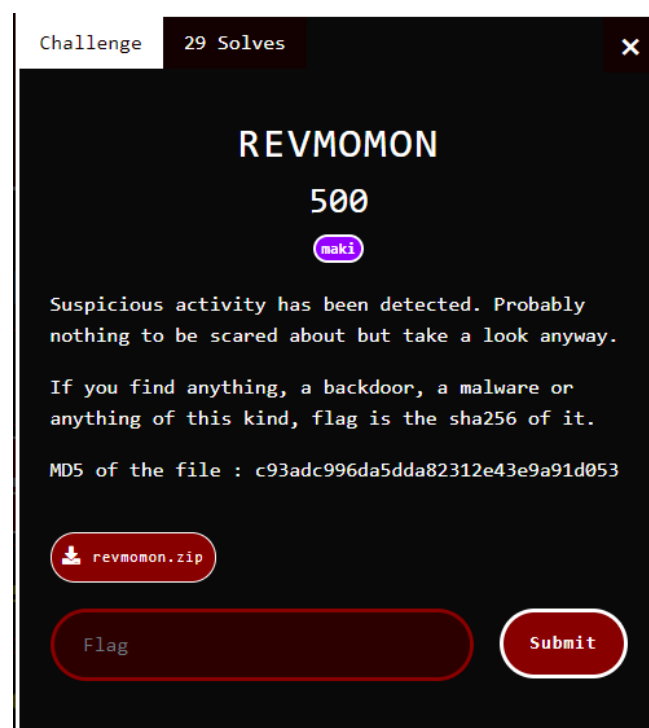 Challenge
29 Solves
×
REVMOMON
500
maki
Suspicious activity has been detected. Probably
nothing to be scared about but take a look anyway.
If you find anything, a backdoor, a malware or
anything of this kind, flag is the sha256 of it.
MD5 of the file : c93adc996da5dda82312e43e9a91d053
revmomon.zip
Flag
Submit